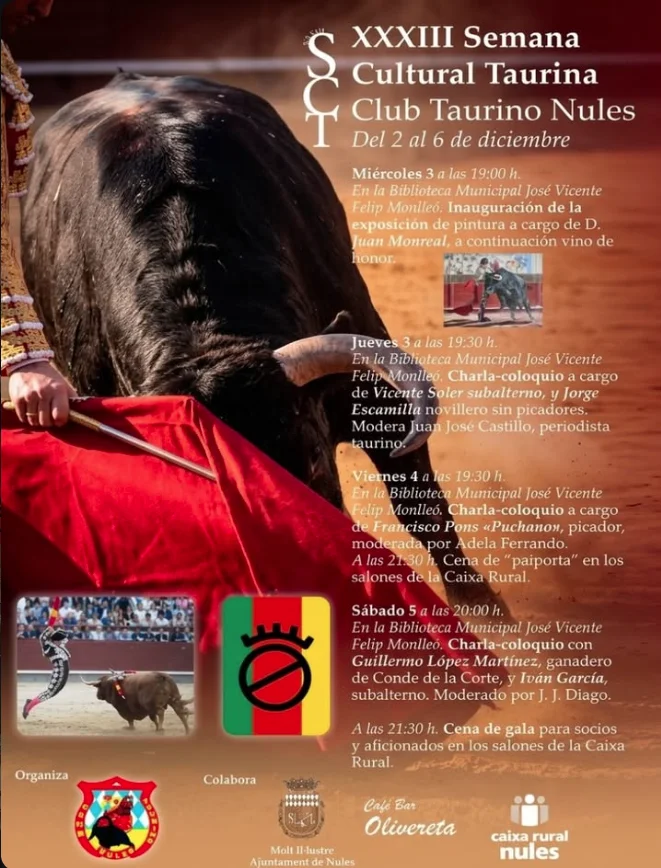 SCT
XXXIII Semana
Cultural Taurina
Club Taurino Nules
Del 2 al 6 de diciembre
Miércoles 3 a las 19:00 h.
En la Biblioteca Municipal José Vicente
Felip Monlleó. Inauguración de la
exposición de pintura a cargo de D.
Juan Monreal, a continuación vino de
honor.
Jueves 3 a las 19:30 h.
En la Biblioteca Municipal José Vicente
Felip Monlleó. Charla-coloquio a cargo
de Vicente Soler subalterno, y Jorge
Escamilla novillero sin picadores.
Modera Juan José Castillo, periodista
taurino.
Viernes 4 a las 19:30 h.
En la Biblioteca Municipal José Vicente
Felip Monlleó. Charla-coloquio a cargo
de Francisco Pons «Puchano», picador,
moderada por Adela Ferrando.
A las 21:30 h. Cena de "paiporta" en los
salones de la Caixa Rural.
Sábado 5 a las 20:00 h.
En la Biblioteca Municipal José Vicente
Felip Monlleó. Charla-coloquio con
Guillermo López Martínez, ganadero
de Conde de la Corte, y Iván García,
subalterno. Moderado por J. J. Diago.
A las 21:30 h. Cena de gala para socios
y aficionados en los salones de la Caixa
Rural.
Organiza
NULES
Colabora
Molt Il·lustre
Ajuntament de Nules
Café Bar
Olivereta
caixa rural
nules